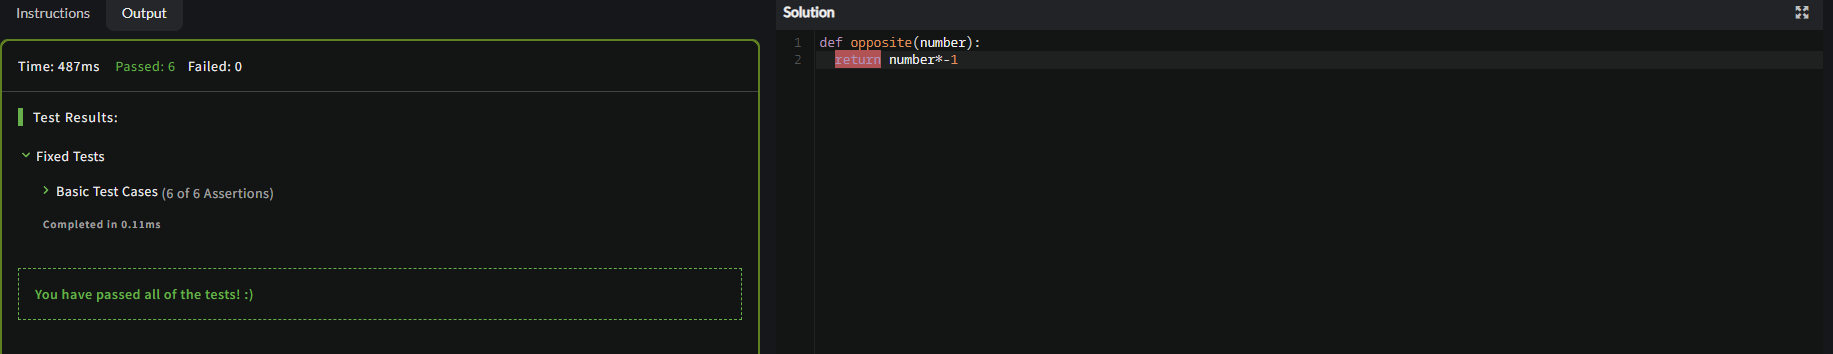 Instructions Output
Time: 487ms Passed: 6 Failed: 0
Test Results:
Fixed Tests
Basic Test Cases (6 of 6 Assertions)
Completed in 0.11ms
You have passed all of the tests! :)
Solution
1 def opposite(number):
2 return number*-1